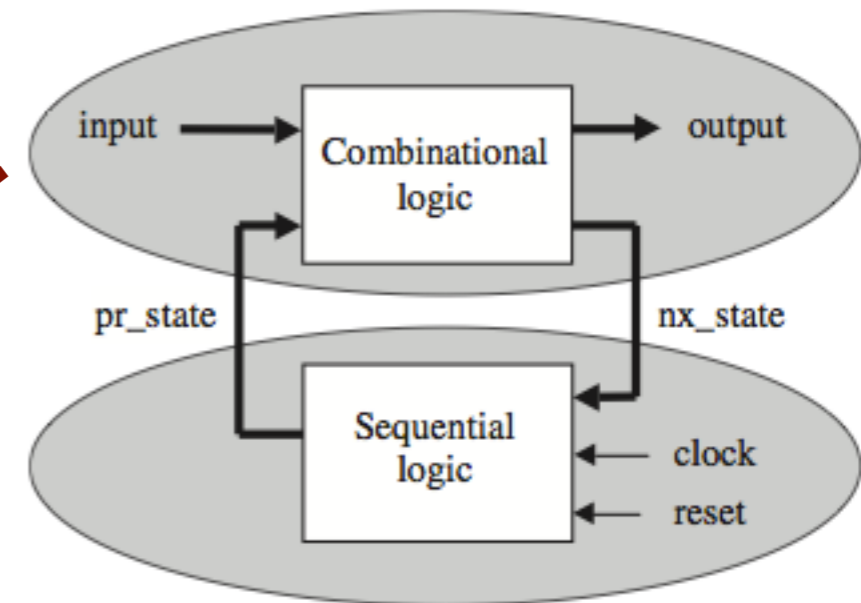 input
Combinational
logic
output
pr_state
nx_state
Sequential
logic
clock
reset